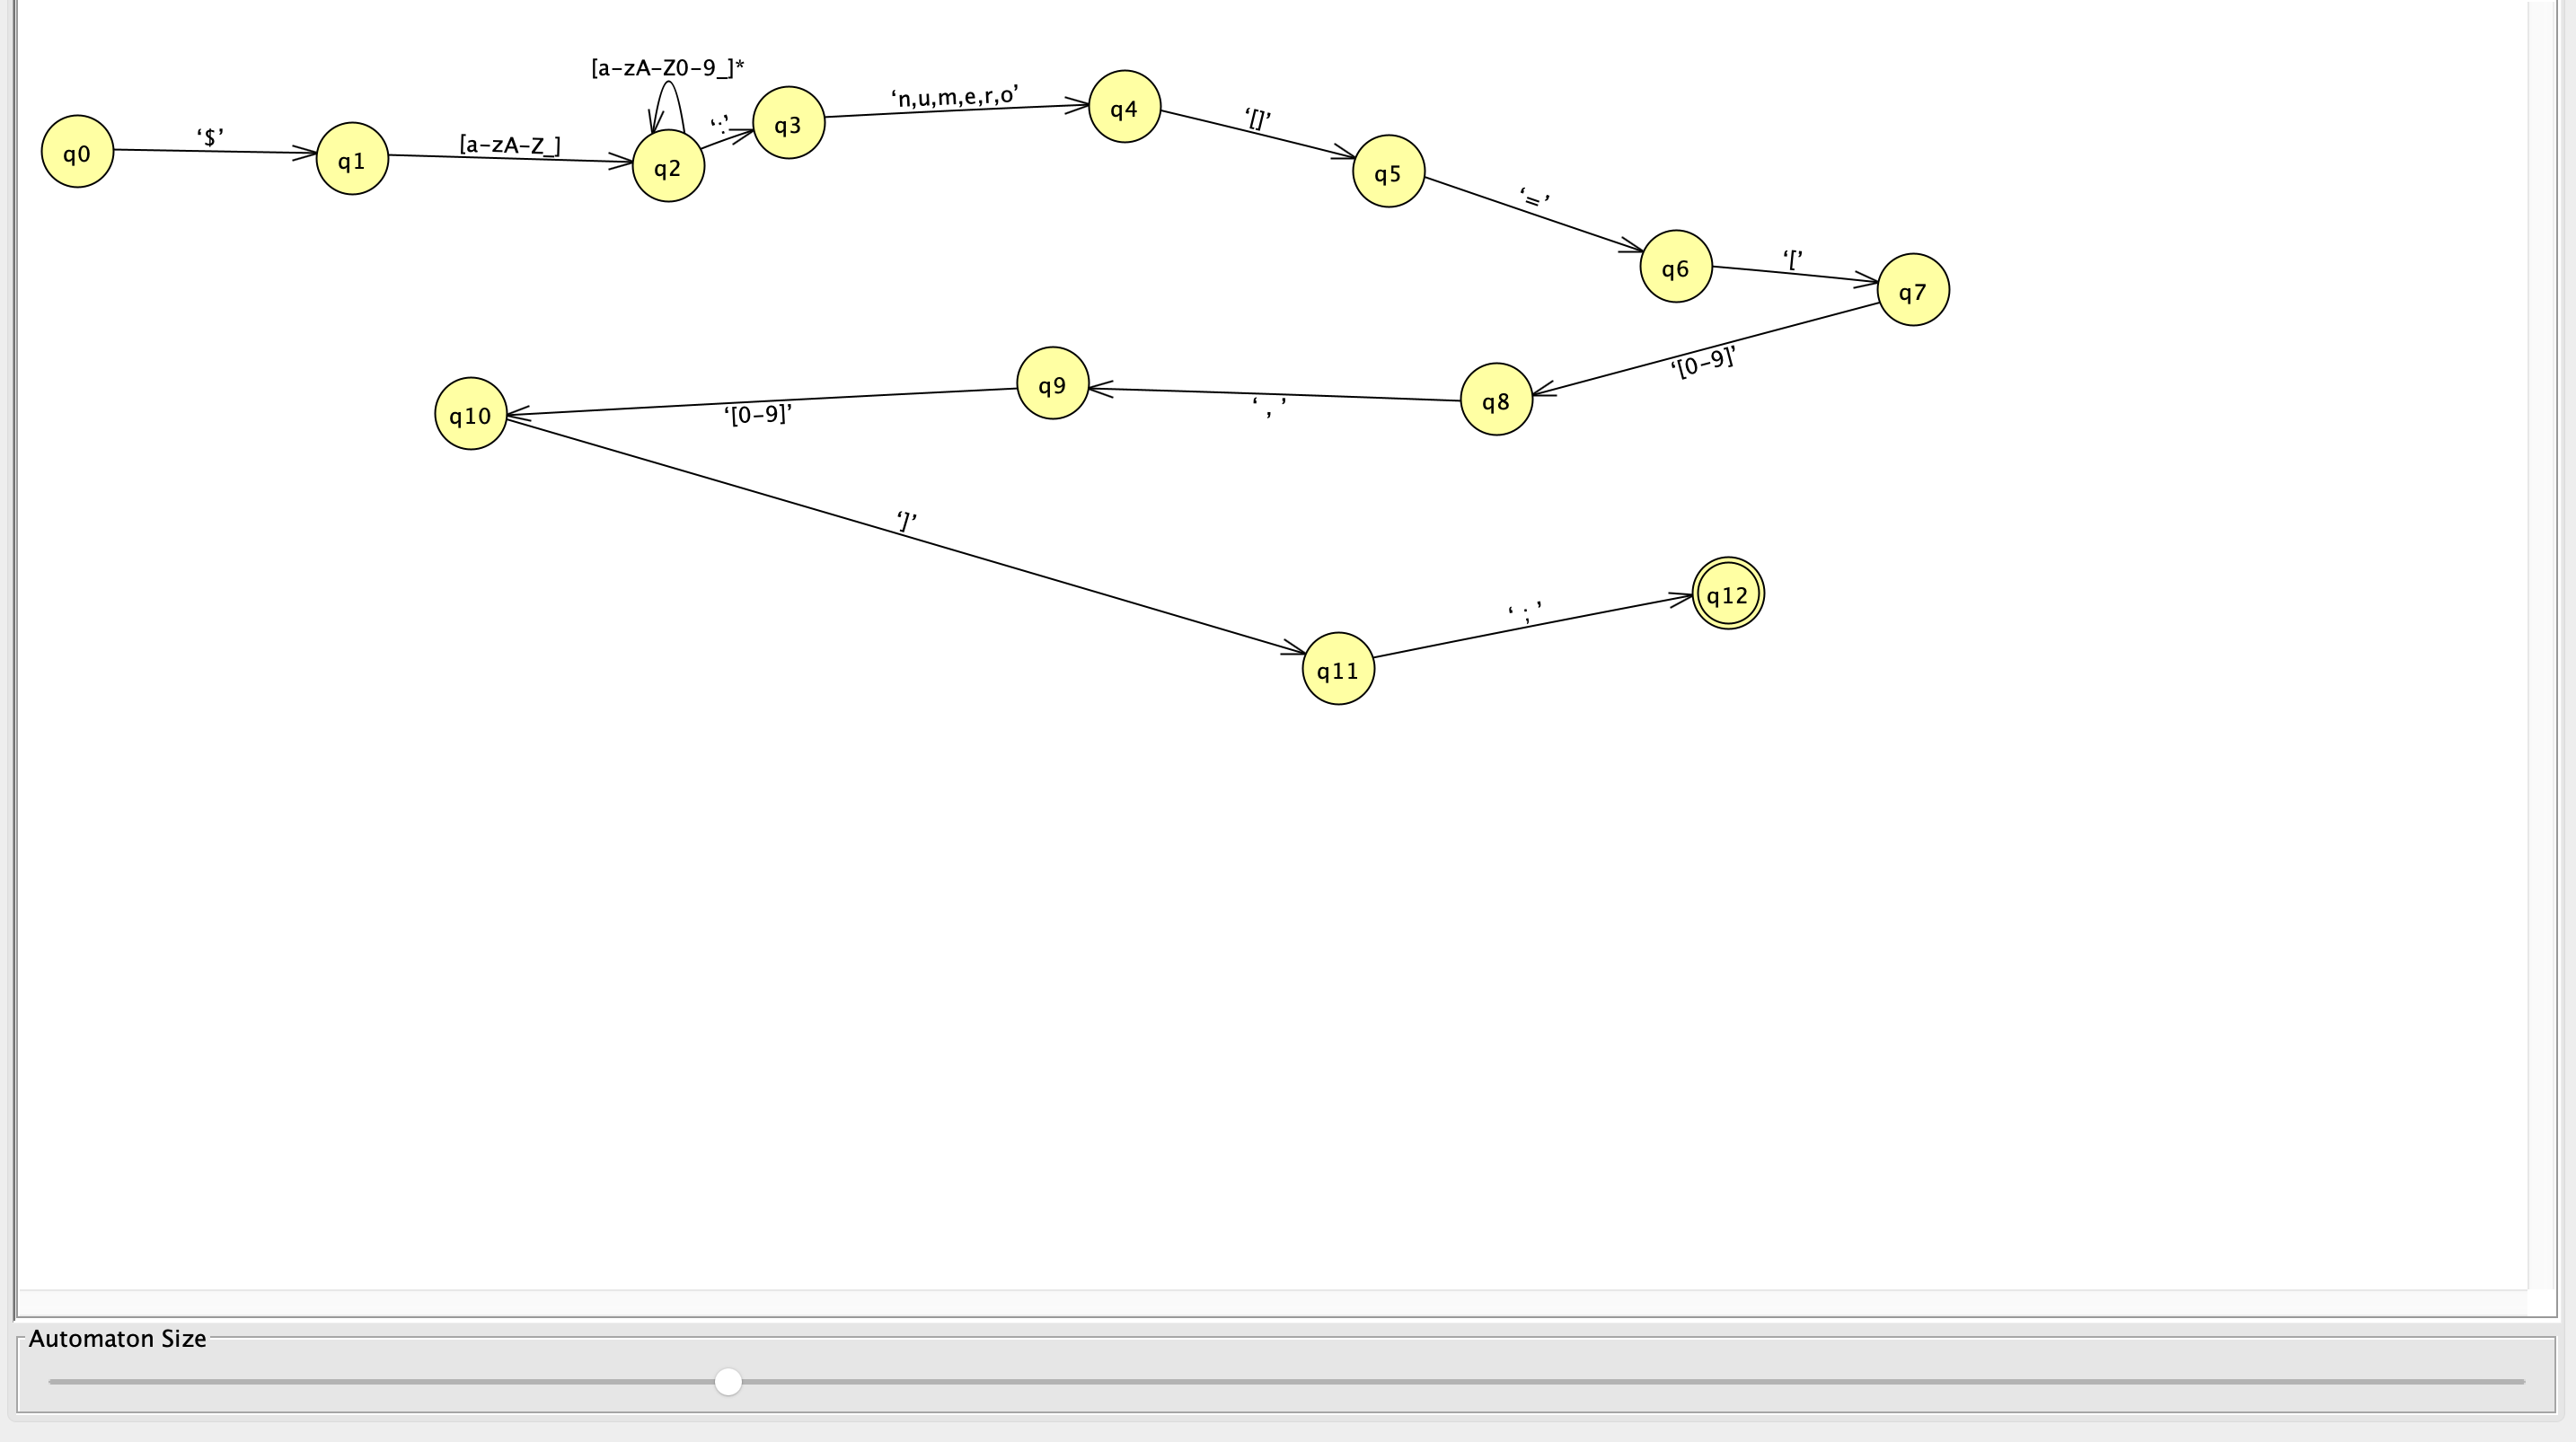 [a-zA-Z0-9_]*
q0 ‘$’ q1 [a-zA-Z_] q2 ‘:’ q3 ‘n,u,m,e,r,o’ q4 ‘[]’ q5
‘=’
q6 ‘[’ q7
‘[0-9]’
q8 ‘ , ’ q9 ‘[0-9]’ q10
‘]’
q11 ‘ ; ’ q12
Automaton Size